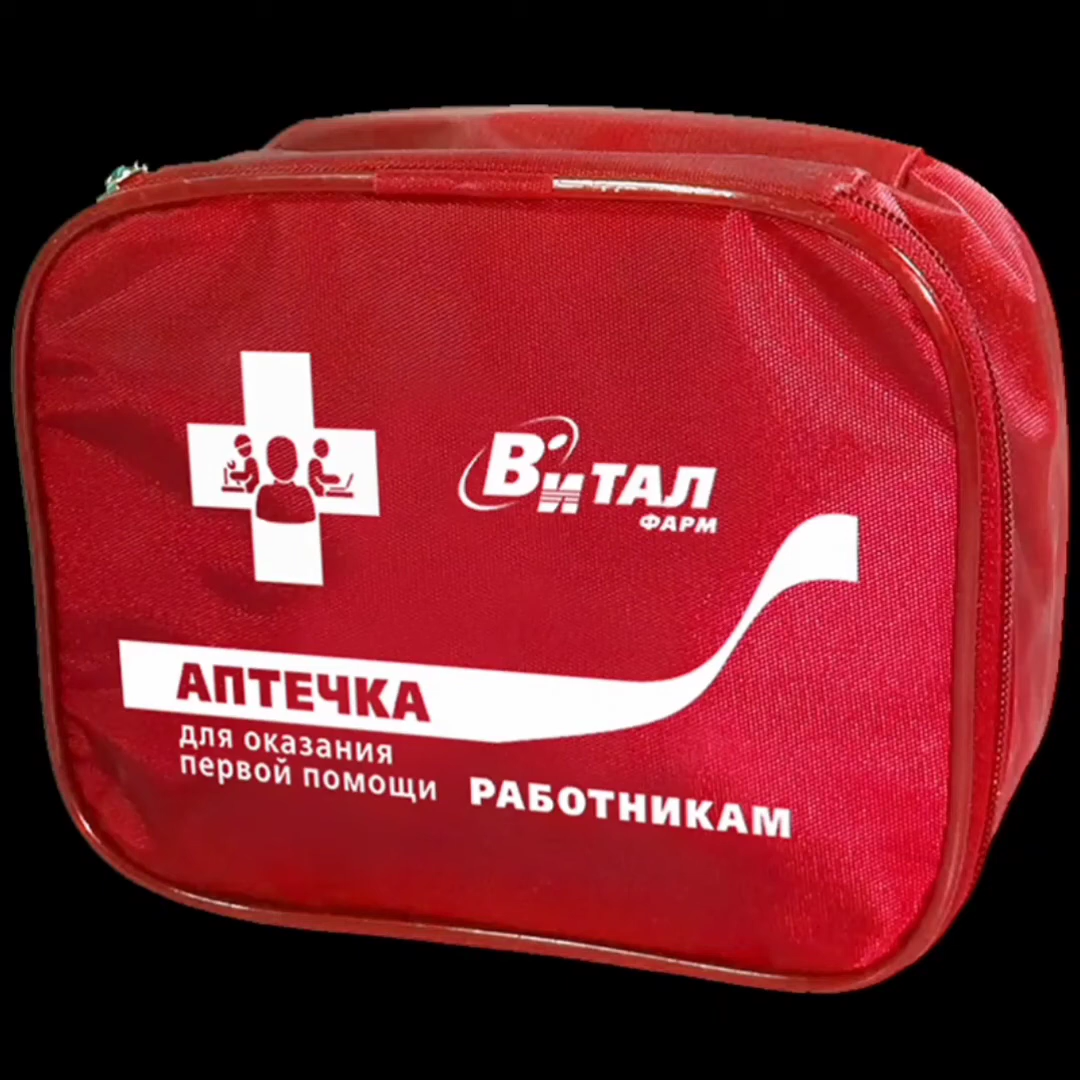 ВИТАЛ
ФАРМ
АПТЕЧКА
для оказания
первой помощи
РАБОТНИКАМ